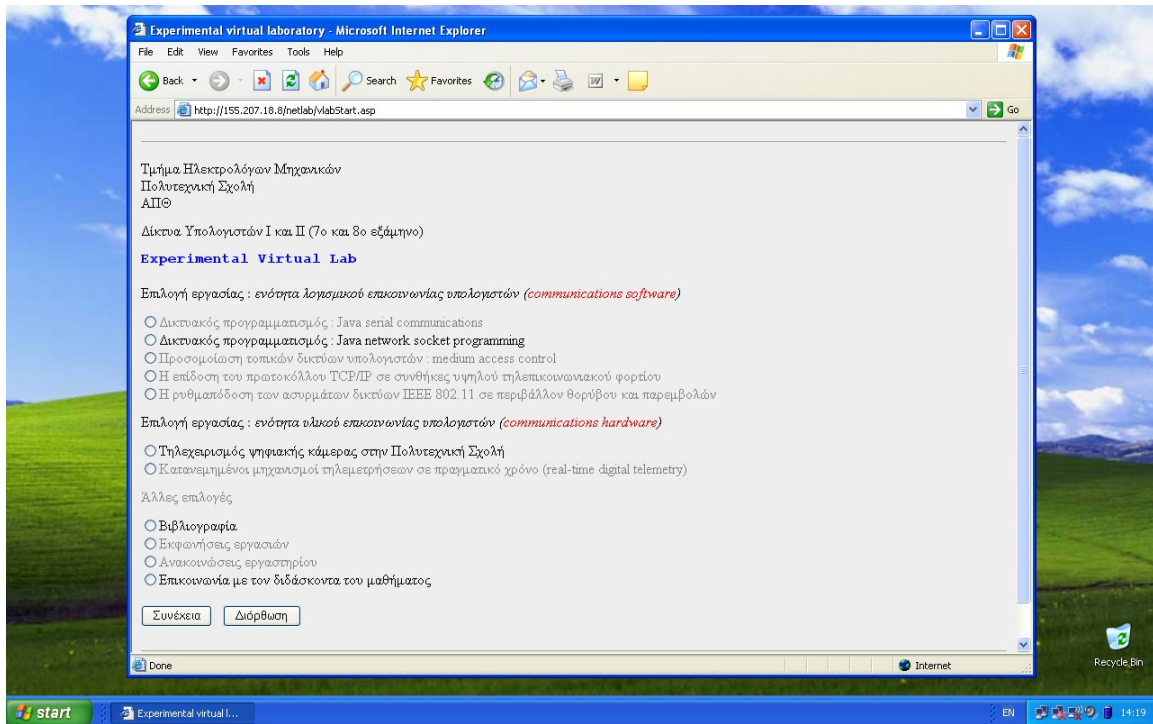 Experimental virtual laboratory - Microsoft Internet Explorer
File Edit View Favorites Tools Help
Back Search Favorites
Address http://155.207.18.8/netlab/vlabStart.asp Go
Τμήμα Ηλεκτρολόγων Μηχανικών
Πολυτεχνική Σχολή
ΑΠΘ
Δίκτυα Υπολογιστών Ι και ΙΙ (7ο και 8ο εξάμηνο)
Experimental Virtual Lab
Επιλογή εργασίας : ενότητα λογισμικού επικοινωνίας υπολογιστών (communications software)
Δικτυακός προγραμματισμός : Java serial communications
Δικτυακός προγραμματισμός : Java network socket programming
Προσομοίωση τοπικών δικτύων υπολογιστών : medium access control
Η επίδοση του πρωτοκόλλου TCP/IP σε συνθήκες υψηλού τηλεπικοινωνιακού φορτίου
Η ρυθμαπόδοση των ασυρμάτων δικτύων IEEE 802.11 σε περιβάλλον θορύβου και παρεμβολών
Επιλογή εργασίας : ενότητα υλικού επικοινωνίας υπολογιστών (communications hardware)
Τηλεχειρισμός ψηφιακής κάμερας στην Πολυτεχνική Σχολή
Κατανεμημένοι μηχανισμοί τηλεμετρήσεων σε πραγματικό χρόνο (real-time digital telemetry)
Άλλες επιλογές
Βιβλιογραφία
Εκφωνήσεις εργασιών
Ανακοινώσεις εργαστηρίου
Επικοινωνία με τον διδάσκοντα του μαθήματος
Συνέχεια Διόρθωση
Done Internet
Recycle Bin
start Experimental virtual l... EN 14:19